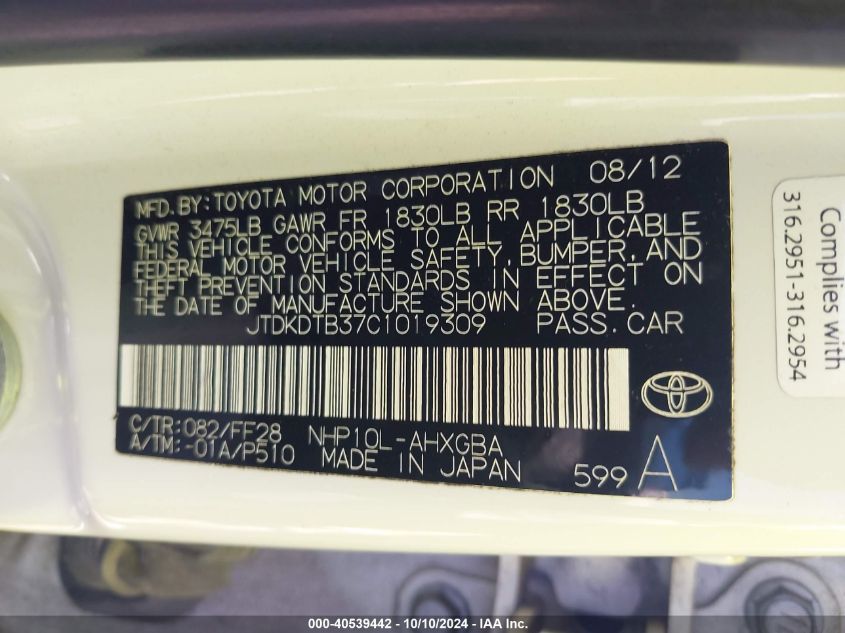 MFD.BY:TOYOTA MOTOR CORPORATION 08/12
GVWR 3475LB GAWR FR 1830LB RR 1830LB
THIS VEHICLE CONFORMS TO ALL APPLICABLE
FEDERAL MOTOR VEHICLE SAFETY,BUMPER,AND
THEFT PREVENTION STANDARDS IN EFFECT ON
THE DATE OF MANUFACTURE SHOWN ABOVE.
JTDKDTB37C1019309 PASS.CAR
C/TR:082/FF28 NHP10L-AHXGBA
A/TM:-01A/P510 MADE IN JAPAN 599 A
Complies with
316.2951-316.2954
000-40539442 - 10/10/2024 - IAA Inc.